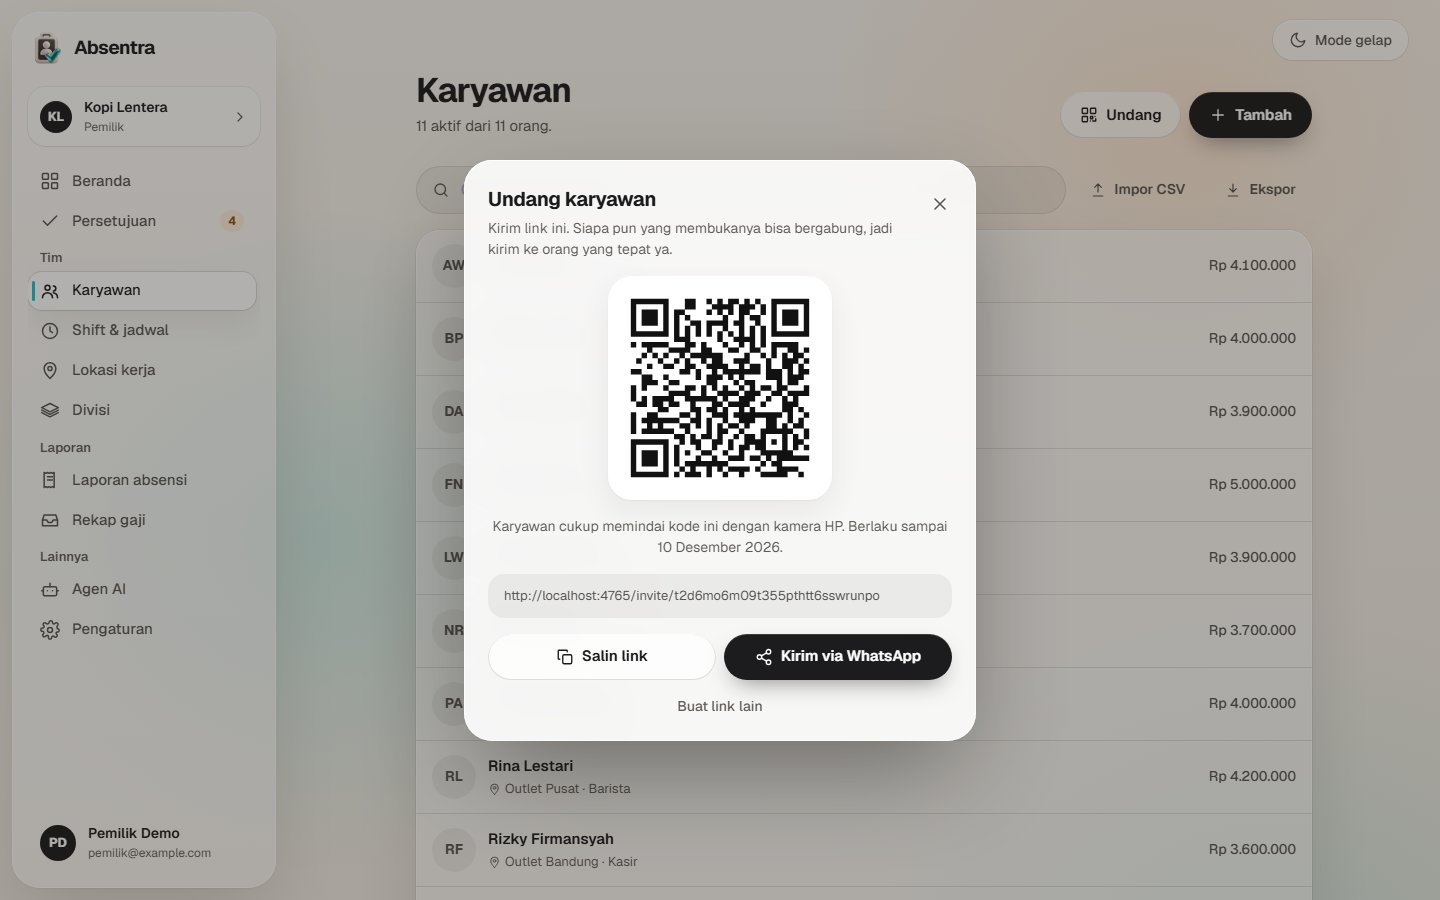 Absentra
KL
Kopi Lentera
Pemilik
Beranda
Persetujuan
4
Tim
Karyawan
Shift & jadwal
Lokasi kerja
Divisi
Laporan
Laporan absensi
Rekap gaji
Lainnya
Agen AI
Pengaturan
PD
Pemilik Demo
pemilik@example.com
Mode gelap
Karyawan
11 aktif dari 11 orang.
Undang
Tambah
Impor CSV
Ekspor
Undang karyawan
Kirim link ini. Siapa pun yang membukanya bisa bergabung, jadi
kirim ke orang yang tepat ya.
Karyawan cukup memindai kode ini dengan kamera HP. Berlaku sampai
10 Desember 2026.
http://localhost:4765/invite/t2d6mo6m09t355pthtt6sswrunpo
Salin link
Kirim via WhatsApp
Buat link lain
AW
Rp 4.100.000
BP
Rp 4.000.000
DA
Rp 3.900.000
FN
Rp 5.000.000
LW
Rp 3.900.000
NR
Rp 3.700.000
PA
Rp 4.000.000
RL
Rina Lestari
Outlet Pusat · Barista
Rp 4.200.000
RF
Rizky Firmansyah
Outlet Bandung · Kasir
Rp 3.600.000